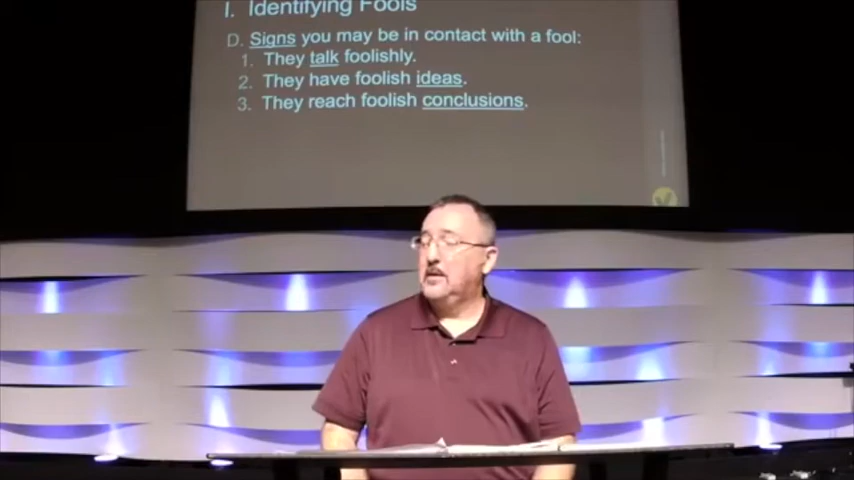 I. Identifying Fools
D. Signs you may be in contact with a fool:
1. They talk foolishly.
2. They have foolish ideas.
3. They reach foolish conclusions.